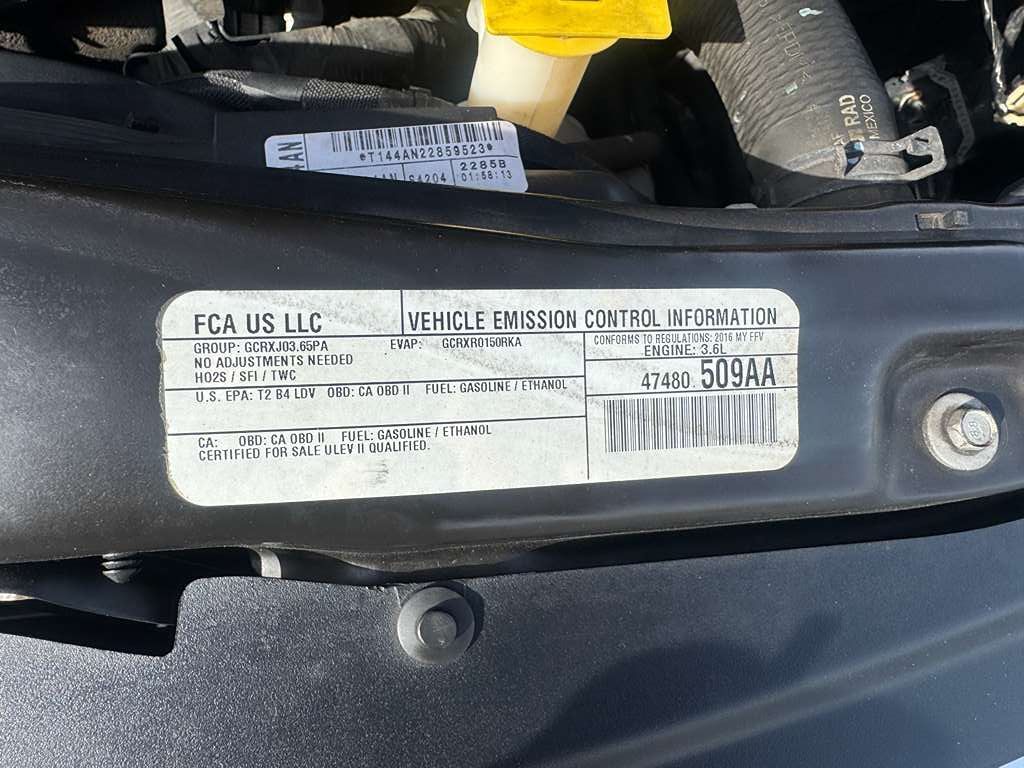 4AN
*T144AN22859523*
S4204
2285B
01:58:13
RAD
MEXICO
FCA US LLC
VEHICLE EMISSION CONTROL INFORMATION
GROUP: GCRXJ03.65PA EVAP: GCRXR0150RKA
NO ADJUSTMENTS NEEDED
HO2S / SFI / TWC
CONFORMS TO REGULATIONS: 2016 MY FFV
ENGINE: 3.6L
47480 509AA
U.S. EPA: T2 B4 LDV OBD: CA OBD II FUEL: GASOLINE / ETHANOL
CA: OBD: CA OBD II FUEL: GASOLINE / ETHANOL
CERTIFIED FOR SALE ULEV II QUALIFIED.